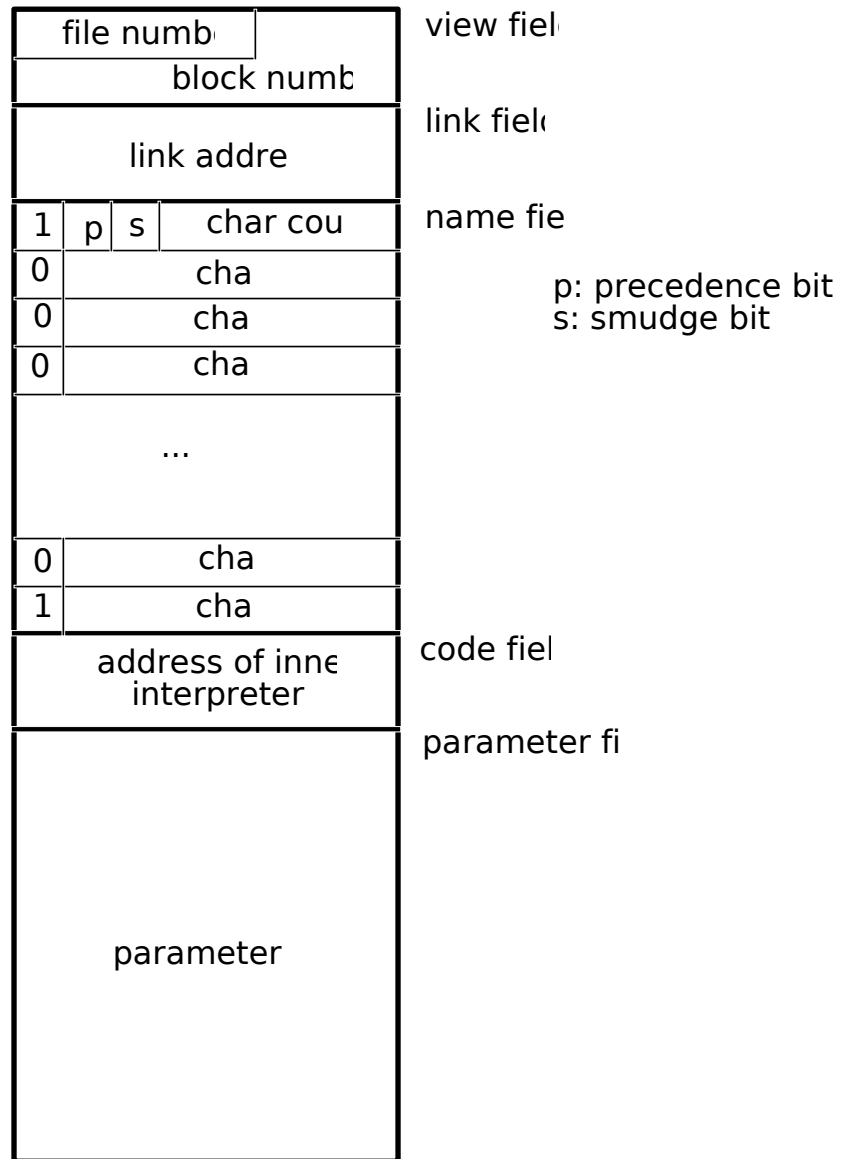 file numb
view fiel
block numb
link fiel
link addre
name fie
1 p s char cou
0 cha
p: precedence bit
0 cha
s: smudge bit
0 cha
...
0 cha
1 cha
code fiel
address of inne
interpreter
parameter fi
parameter